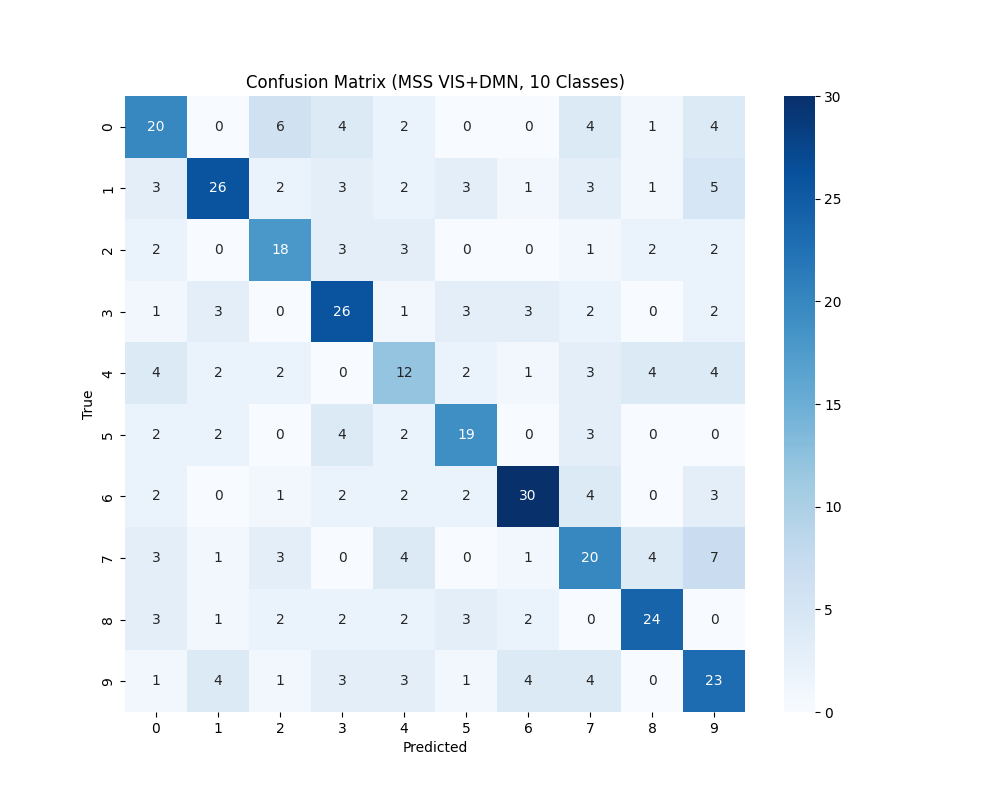 Confusion Matrix (MSS VIS+DMN, 10 Classes)
True
0 20 0 6 4 2 0 0 4 1 4
1 3 26 2 3 2 3 1 3 1 5
2 2 0 18 3 3 0 0 1 2 2
3 1 3 0 26 1 3 3 2 0 2
4 4 2 2 0 12 2 1 3 4 4
5 2 2 0 4 2 19 0 3 0 0
6 2 0 1 2 2 2 30 4 0 3
7 3 1 3 0 4 0 1 20 4 7
8 3 1 2 2 2 3 2 0 24 0
9 1 4 1 3 3 1 4 4 0 23
0 1 2 3 4 5 6 7 8 9
Predicted
30
25
20
15
10
5
0